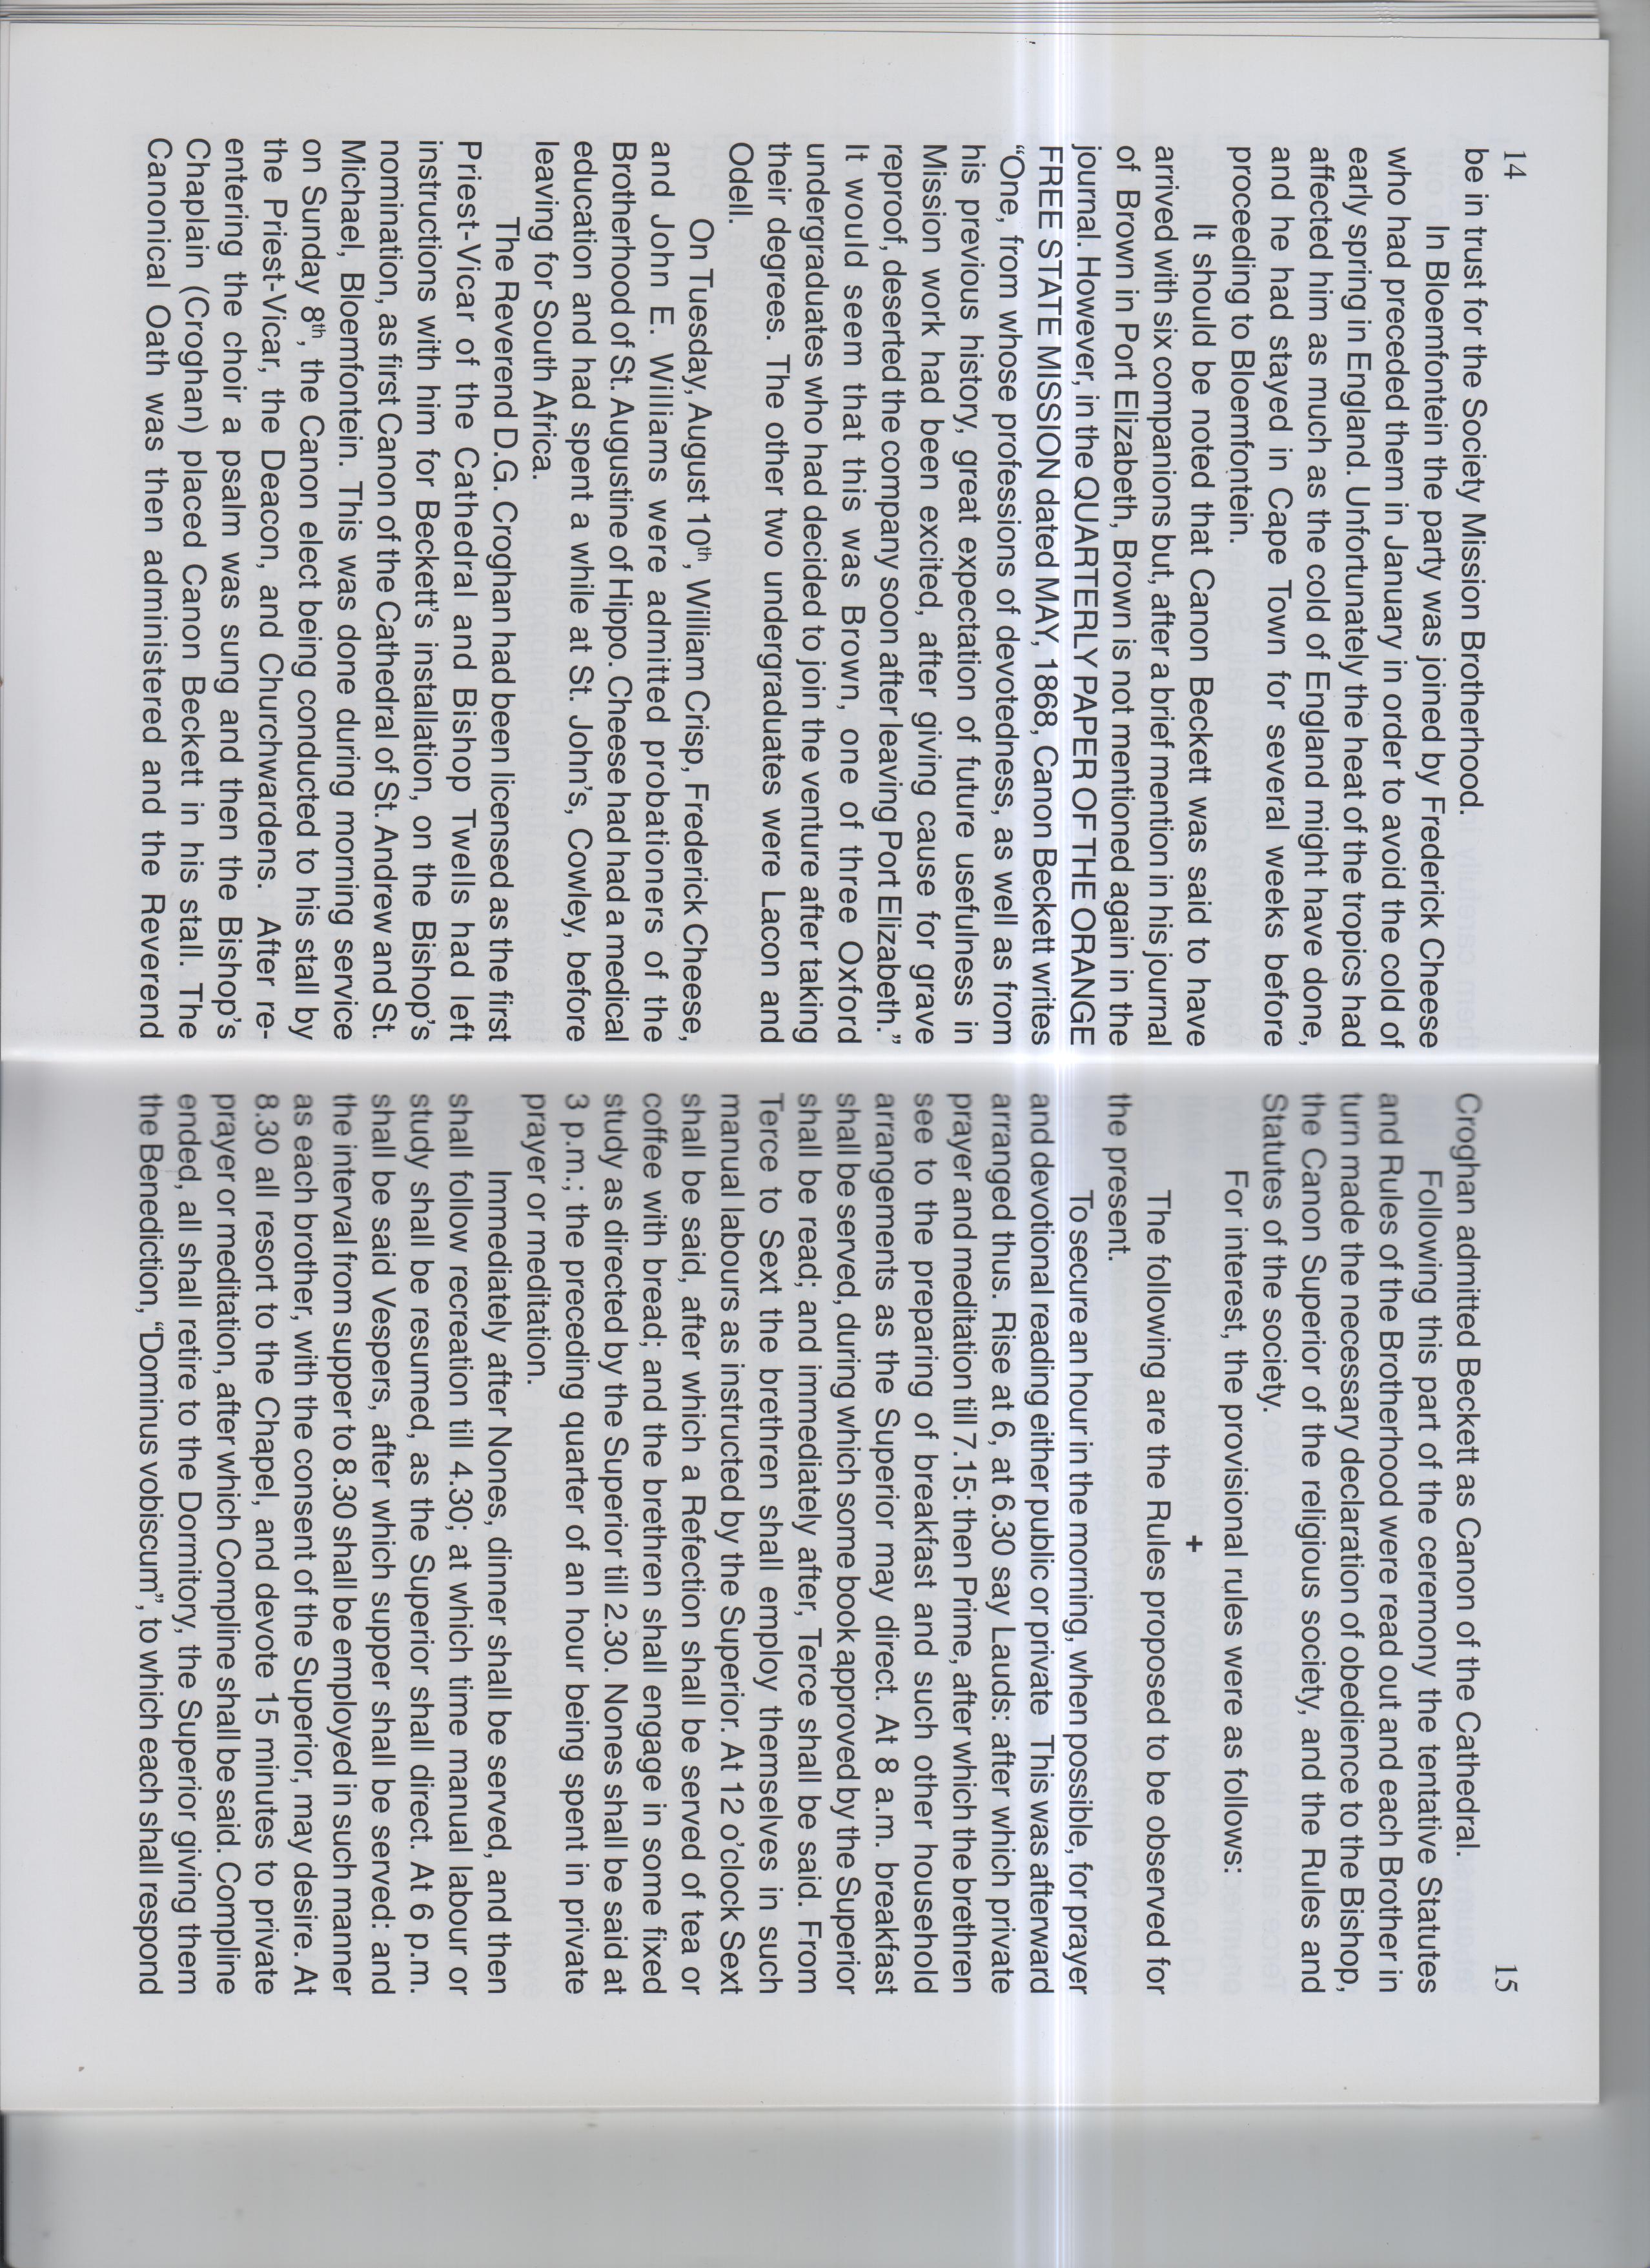 14
be in trust for the Society Mission Brotherhood.
In Bloemfontein the party was joined by Frederick Cheese
who had preceded them in January in order to avoid the cold of
early spring in England. Unfortunately the heat of the tropics had
affected him as much as the cold of England might have done,
and he had stayed in Cape Town for several weeks before
proceeding to Bloemfontein.
It should be noted that Canon Beckett was said to have
arrived with six companions but, after a brief mention in his journal
of Brown in Port Elizabeth, Brown is not mentioned again in the
journal. However, in the QUARTERLY PAPER OF THE ORANGE
FREE STATE MISSION dated MAY, 1868, Canon Beckett writes
“One, from whose professions of devotedness, as well as from
his previous history, great expectation of future usefulness in
Mission work had been excited, after giving cause for grave
reproof, deserted the company soon after leaving Port Elizabeth.”
It would seem that this was Brown, one of three Oxford
undergraduates who had decided to join the venture after taking
their degrees. The other two undergraduates were Lacon and
Odell.
On Tuesday, August 10th, William Crisp, Frederick Cheese,
and John E. Williams were admitted probationers of the
Brotherhood of St. Augustine of Hippo. Cheese had had a medical
education and had spent a while at St. John’s, Cowley, before
leaving for South Africa.
The Reverend D.G. Croghan had been licensed as the first
Priest-Vicar of the Cathedral and Bishop Twells had left
instructions with him for Beckett’s installation, on the Bishop’s
nomination, as first Canon of the Cathedral of St. Andrew and St.
Michael, Bloemfontein. This was done during morning service
on Sunday 8th, the Canon elect being conducted to his stall by
the Priest-Vicar, the Deacon, and Churchwardens. After re-
entering the choir a psalm was sung and then the Bishop’s
Chaplain (Croghan) placed Canon Beckett in his stall. The
Canonical Oath was then administered and the Reverend
15
Croghan admitted Beckett as Canon of the Cathedral.
Following this part of the ceremony the tentative Statutes
and Rules of the Brotherhood were read out and each Brother in
turn made the necessary declaration of obedience to the Bishop,
the Canon Superior of the religious society, and the Rules and
Statutes of the society.
For interest, the provisional rules were as follows:
+
The following are the Rules proposed to be observed for
the present.
To secure an hour in the morning, when possible, for prayer
and devotional reading either public or private This was afterward
arranged thus. Rise at 6, at 6.30 say Lauds: after which private
prayer and meditation till 7.15: then Prime, after which the brethren
see to the preparing of breakfast and such other household
arrangements as the Superior may direct. At 8 a.m. breakfast
shall be served, during which some book approved by the Superior
shall be read; and immediately after, Terce shall be said. From
Terce to Sext the brethren shall employ themselves in such
manual labours as instructed by the Superior. At 12 o’clock Sext
shall be said, after which a Refection shall be served of tea or
coffee with bread; and the brethren shall engage in some fixed
study as directed by the Superior till 2.30. Nones shall be said at
3 p.m.; the preceding quarter of an hour being spent in private
prayer or meditation.
Immediately after Nones, dinner shall be served, and then
shall follow recreation till 4.30; at which time manual labour or
study shall be resumed, as the Superior shall direct. At 6 p.m.
shall be said Vespers, after which supper shall be served: and
the interval from supper to 8.30 shall be employed in such manner
as each brother, with the consent of the Superior, may desire. At
8.30 all resort to the Chapel, and devote 15 minutes to private
prayer or meditation, after which Compline shall be said. Compline
ended, all shall retire to the Dormitory, the Superior giving them
the Benediction, “Dominus vobiscum”, to which each shall respond